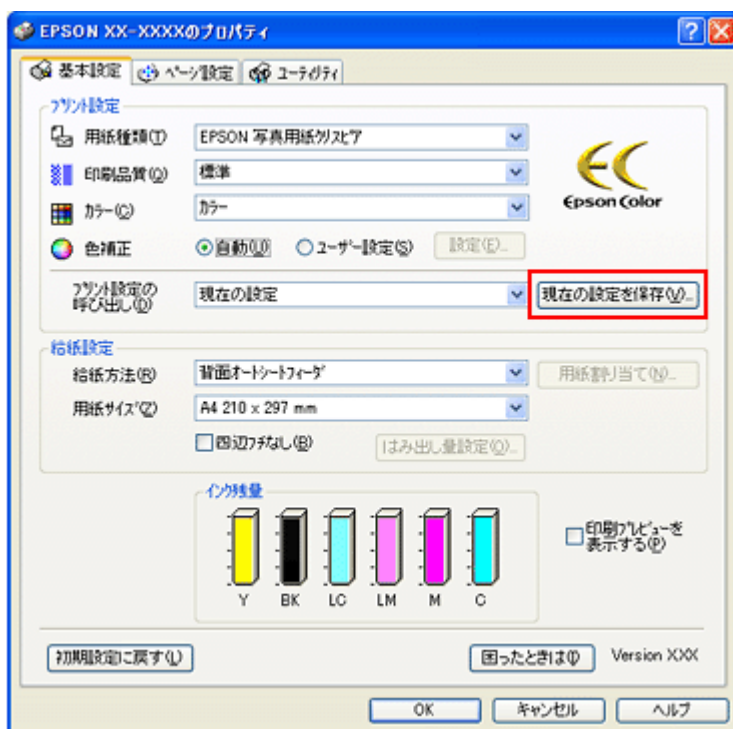 EPSON XX-XXXXのプロパティ
基本設定 ページ設定 ユーティリティ
プリント設定
用紙種類(T) EPSON 写真用紙クリスピア
印刷品質(Q) 標準
EC
Epson Color
カラー(C) カラー
色補正 自動(U) ユーザー設定(S) 設定(E)...
プリント設定の
呼び出し(D) 現在の設定 現在の設定を保存(V)...
給紙設定
給紙方法(R) 背面オートシートフィーダ 用紙割り当て(N)...
用紙サイズ(Z) A4 210 x 297 mm
四辺フチなし(B) はみ出し量設定(O)...
インク残量
Y BK LC LM M C
印刷プレビューを
表示する(P)
初期設定に戻す(L) 困ったときは(I) Version XXX
OK キャンセル ヘルプ